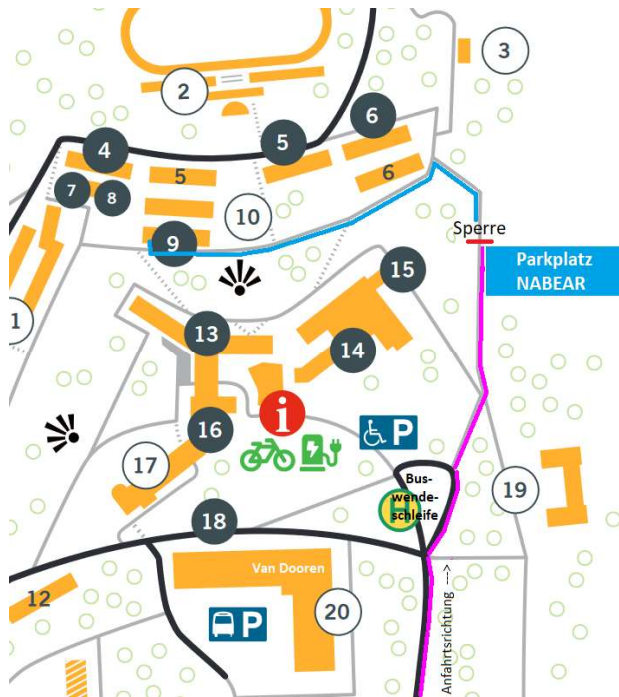 2
3
4
5
6
7
8
5
6
10
9
Sperre
Parkplatz
NABEAR
1
15
13
14
i
16
P
17
Bus-
wende-
schleife
H
19
18
Van Dooren
12
P
20
Anfahrtsrichtung --->